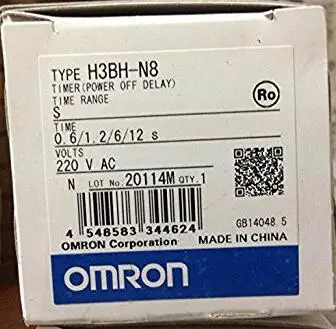 TYPE H3BH-N8
TIMER(POWER OFF DELAY)
TIME RANGE
S
Ro
TIME
0.6/1.2/6/12 s
VOLTS
220 V AC
N LOT No. 20114M QTY. 1
4 548583 344624
GB14048.5
OMRON Corporation MADE IN CHINA
OMRON